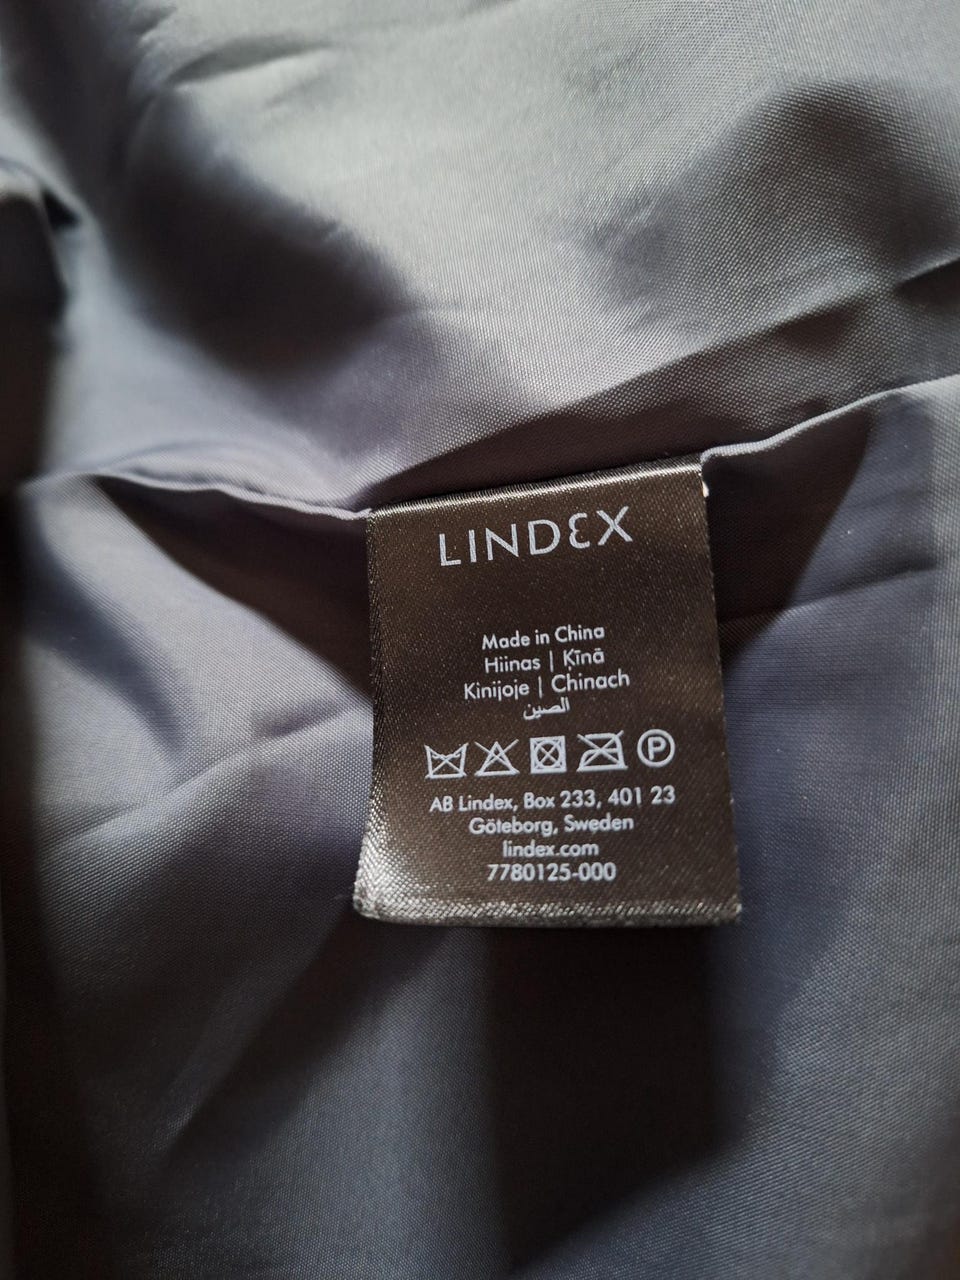 LINDEX
Made in China
Hiinas | Ķīnā
Kinijoje | Chinach
الصين
P
AB Lindex, Box 233, 401 23
Göteborg, Sweden
lindex.com
7780125-000